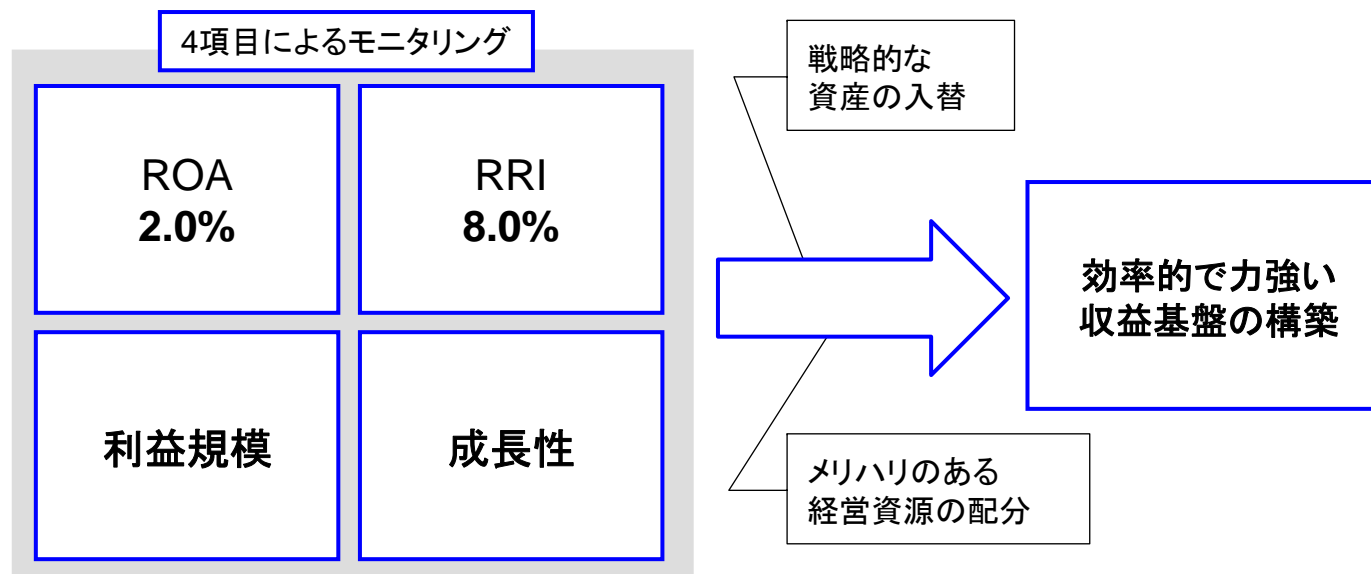 4項目によるモニタリング
ROA
2.0%
RRI
8.0%
利益規模
成長性
戦略的な
資産の入替
メリハリのある
経営資源の配分
効率的で力強い
収益基盤の構築